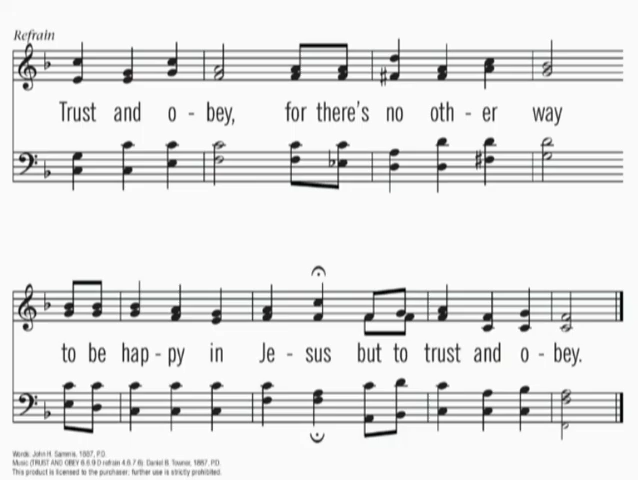 Refrain
Trust and o - bey, for there's no oth - er way
to be hap - py in Je - sus but to trust and o - bey.
Words: John H. Sammis, 1887, P.D.
Music (TRUST AND OBEY 6.6.9 D refrain 4.8.7.6): Daniel B. Towner, 1887, P.D.
This product is licensed to the purchaser; further use is strictly prohibited.